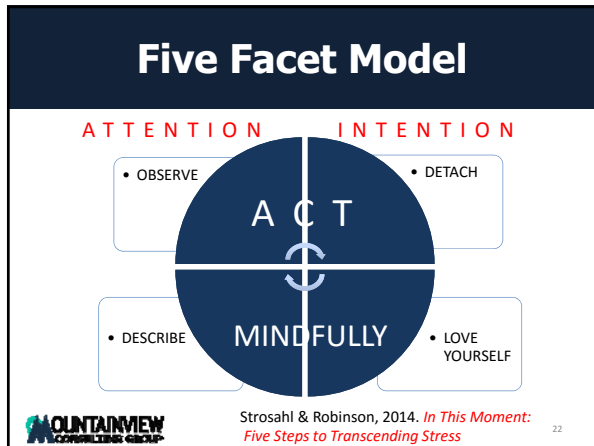 Five Facet Model
ATTENTION INTENTION
• OBSERVE
• DETACH
ACT
• DESCRIBE
MINDFULLY
• LOVE
YOURSELF
MOUNTAINVIEW
CONSULTING GROUP
Strosahl & Robinson, 2014. In This Moment:
Five Steps to Transcending Stress
22